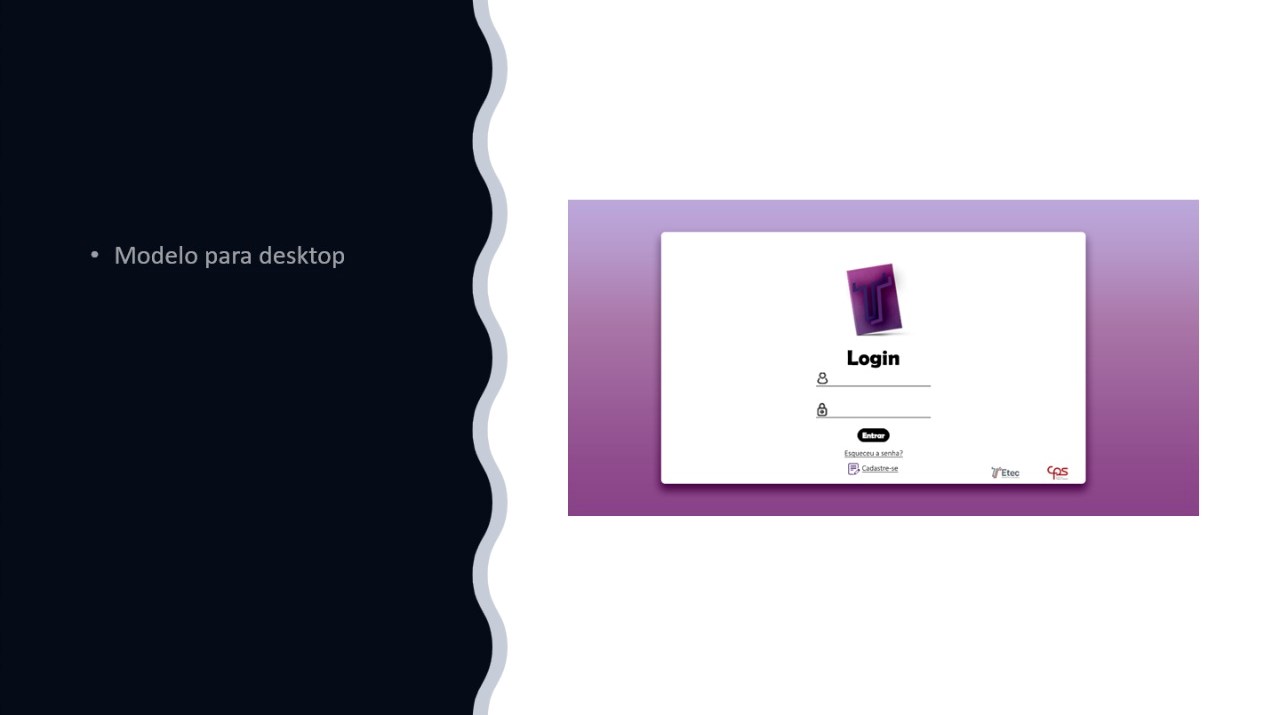 • Modelo para desktop
Login
Entrar
Esqueceu a senha?
Cadastre-se
Etec
cps